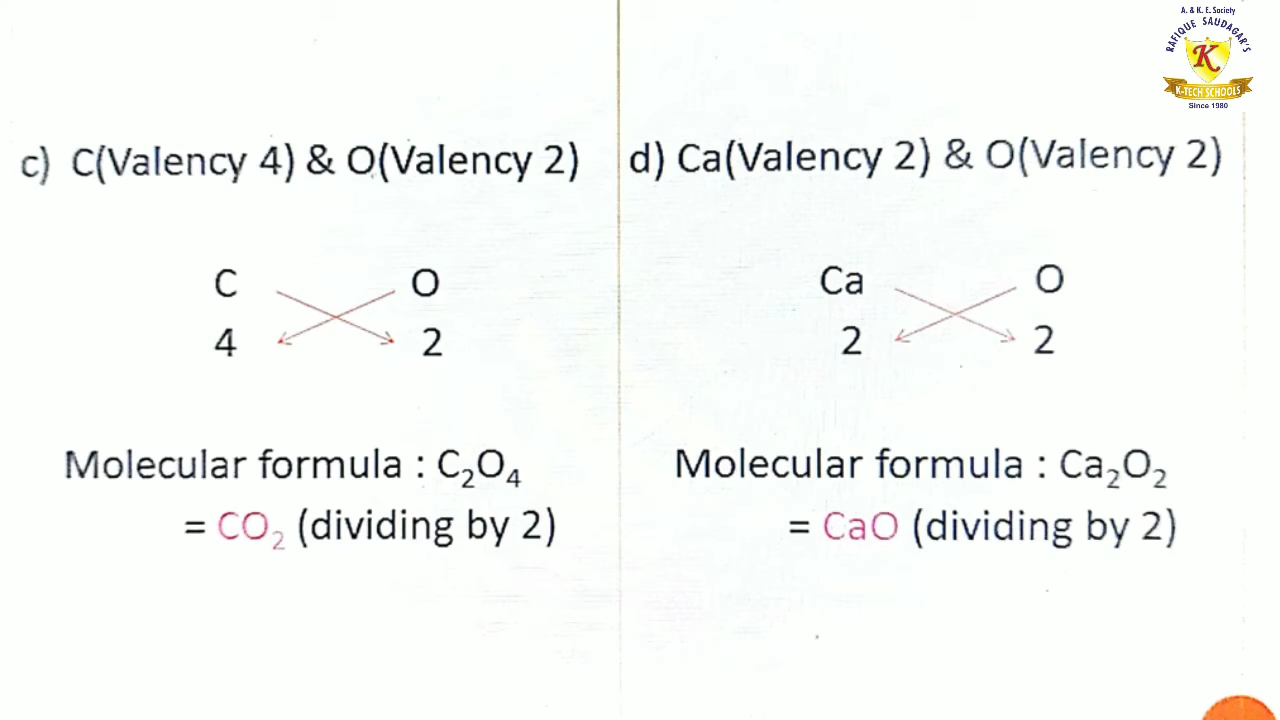 A. & K. E. Society
RAFIQUE SAUDAGAR'S
K
K-TECH SCHOOLS
Since 1980
c) C(Valency 4) & O(Valency 2)
C O
4 2
Molecular formula : C₂O₄
= CO₂ (dividing by 2)
d) Ca(Valency 2) & O(Valency 2)
Ca O
2 2
Molecular formula : Ca₂O₂
= CaO (dividing by 2)